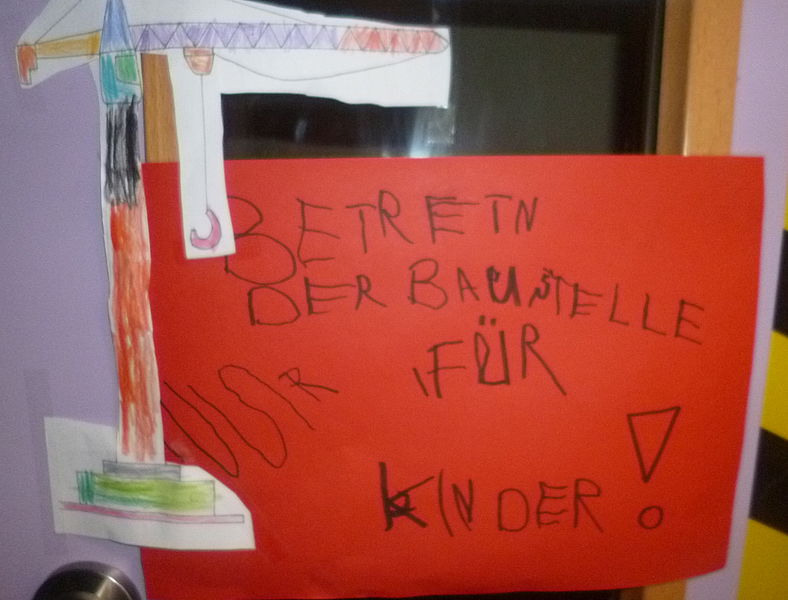 BETRETN
DER BAUSTELLE
NUR FÜR
KINDER!